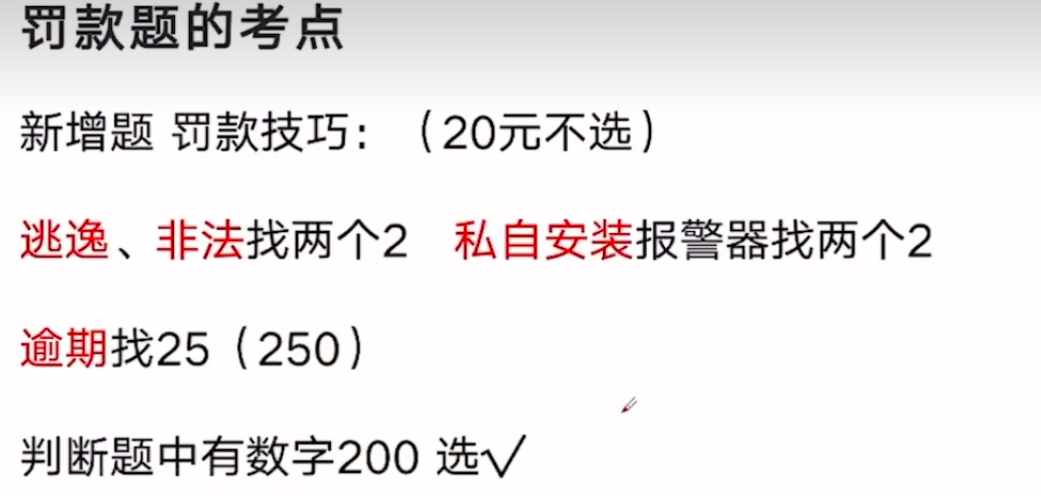 罚款题的考点
新增题 罚款技巧：（20元不选）
逃逸、非法找两个2 私自安装报警器找两个2
逾期找25（250）
判断题中有数字200 选√